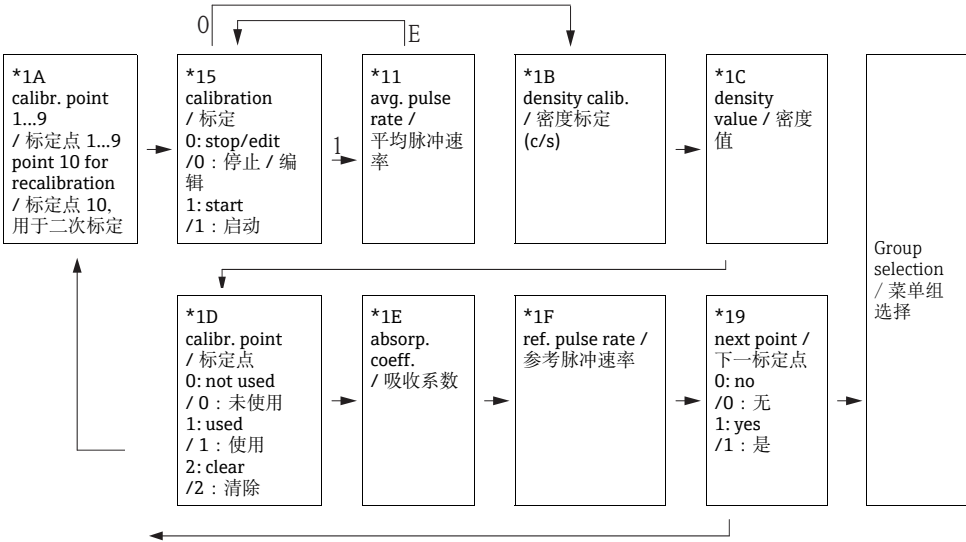 0
E
*1A
calibr. point
1...9
/ 标定点 1...9
point 10 for
recalibration
/ 标定点 10,
用于二次标定
*15
calibration
/ 标定
0: stop/edit
/0：停止 / 编
辑
1: start
/1：启动
1
*11
avg. pulse
rate /
平均脉冲速
率
*1B
density calib.
/ 密度标定
(c/s)
*1C
density
value / 密度
值
Group
selection
/ 菜单组
选择
*1D
calibr. point
/ 标定点
0: not used
/ 0：未使用
1: used
/ 1：使用
2: clear
/2：清除
*1E
absorp.
coeff.
/ 吸收系数
*1F
ref. pulse rate /
参考脉冲速率
*19
next point /
下一标定点
0: no
/0：无
1: yes
/1：是